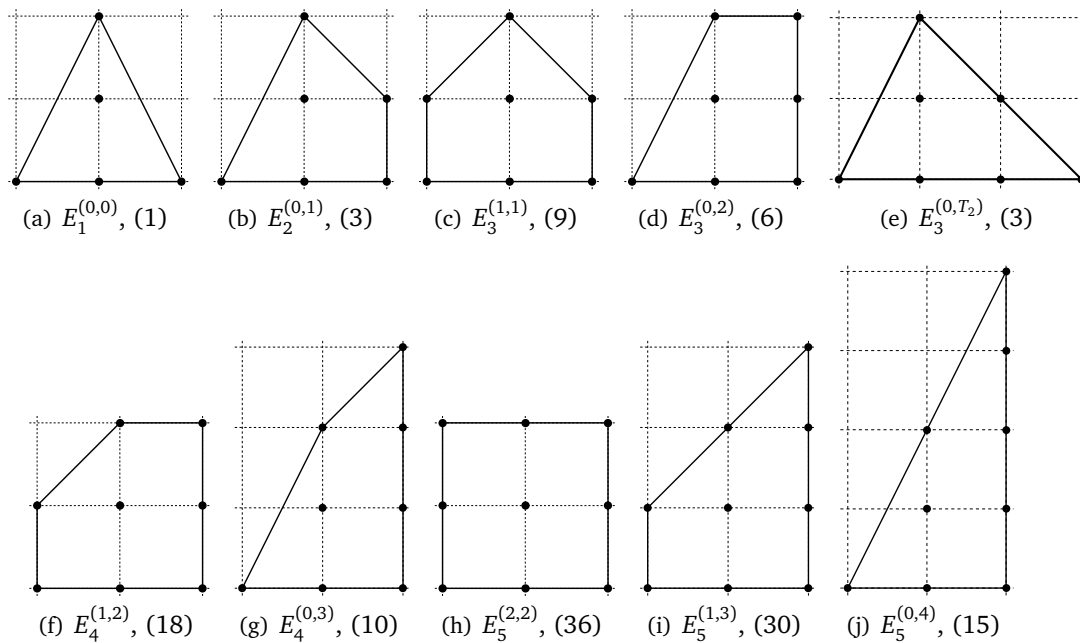 (a) $E_1^{(0,0)}$, (1)
(b) $E_2^{(0,1)}$, (3)
(c) $E_3^{(1,1)}$, (9)
(d) $E_3^{(0,2)}$, (6)
(e) $E_3^{(0,T_2)}$, (3)
(f) $E_4^{(1,2)}$, (18)
(g) $E_4^{(0,3)}$, (10)
(h) $E_5^{(2,2)}$, (36)
(i) $E_5^{(1,3)}$, (30)
(j) $E_5^{(0,4)}$, (15)